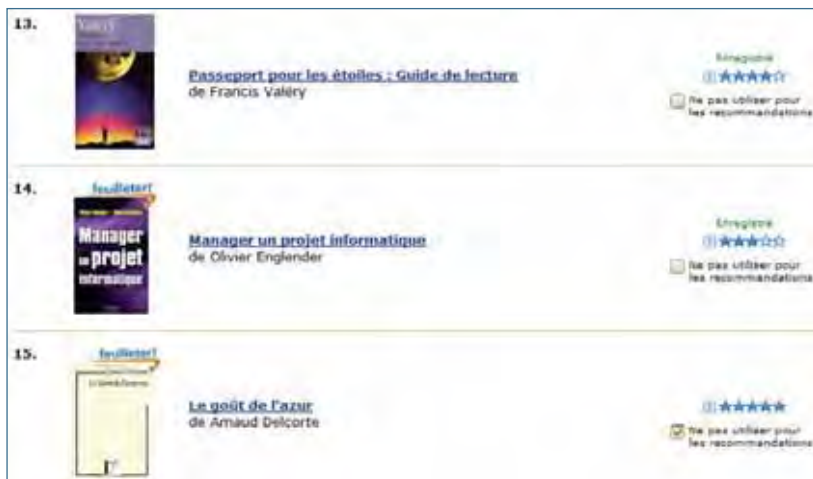 13.
Valéry
Passeport pour les étoiles : Guide de lecture
de Francis Valéry
Enregistré
Ne pas utiliser pour
les recommandations
14.
feuilleter!
Manager
un projet
informatique
Manager un projet informatique
de Olivier Englender
Enregistré
Ne pas utiliser pour
les recommandations
15.
feuilleter!
Le goût de l'azur
de Arnaud Delcorte
Ne pas utiliser pour
les recommandations